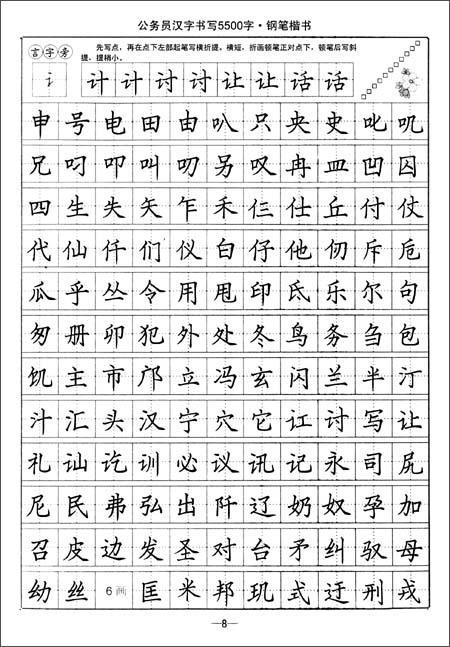 公务员汉字书写5500字·钢笔楷书
言字旁
先写点，再在点下左部起笔写横折提。横短，折画顿笔正对点下，顿笔后写斜
提，提稍小。
讠计计讨讨让让话话
申号电田由叭只央史叱叽
兄叼叩叫叨另叹冉皿凹囚
四生失矢乍禾仨仕丘付仗
代仙仟们仪白仔他仞斥卮
瓜乎丛令用甩印氐乐尔句
匆册卯犯外处冬鸟务刍包
饥主市邝立冯玄闪兰半汀
汁汇头汉宁穴它讧讨写让
礼讪讫训必议讯记永司尻
尼民弗弘出阡辽奶奴孕加
召皮边发圣对台矛纠驭母
幼丝6画匡耒邦玑式迂刑戎
8